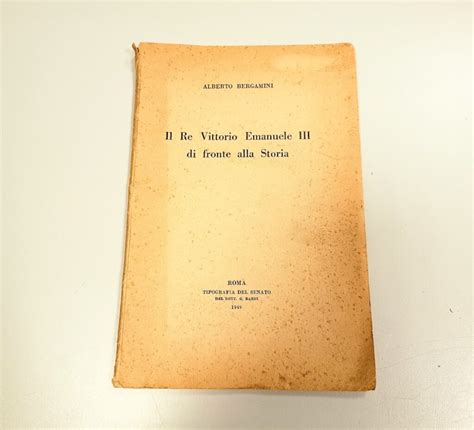 ALBERTO BERGAMINI
Il Re Vittorio Emanuele III
di fronte alla Storia
ROMA
TIPOGRAFIA DEL SENATO
DEL DOTT. G. BARDI